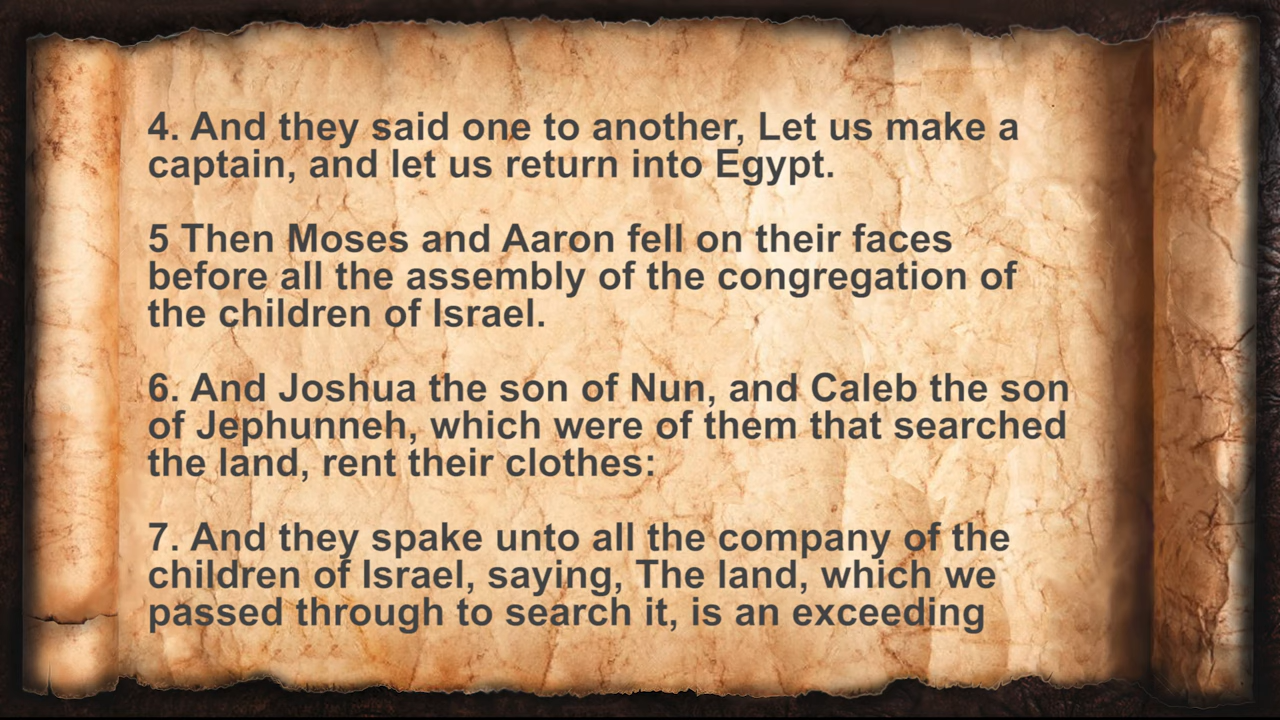 4. And they said one to another, Let us make a
captain, and let us return into Egypt.
5 Then Moses and Aaron fell on their faces
before all the assembly of the congregation of
the children of Israel.
6. And Joshua the son of Nun, and Caleb the son
of Jephunneh, which were of them that searched
the land, rent their clothes:
7. And they spake unto all the company of the
children of Israel, saying, The land, which we
passed through to search it, is an exceeding